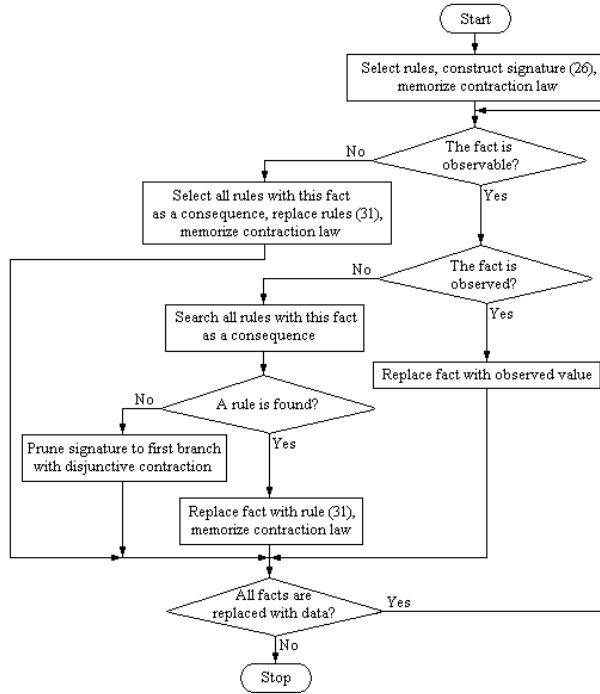 Start
Select rules, construct signature (26),
memorize contraction law
The fact is
observable?
No
Yes
Select all rules with this fact
as a consequence, replace rules (31),
memorize contraction law
The fact is
observed?
No
Yes
Search all rules with this fact
as a consequence
Replace fact with observed value
A rule is found?
No
Yes
Prune signature to first branch
with disjunctive contraction
Replace fact with rule (31),
memorize contraction law
All facts are
replaced with data?
Yes
No
Stop